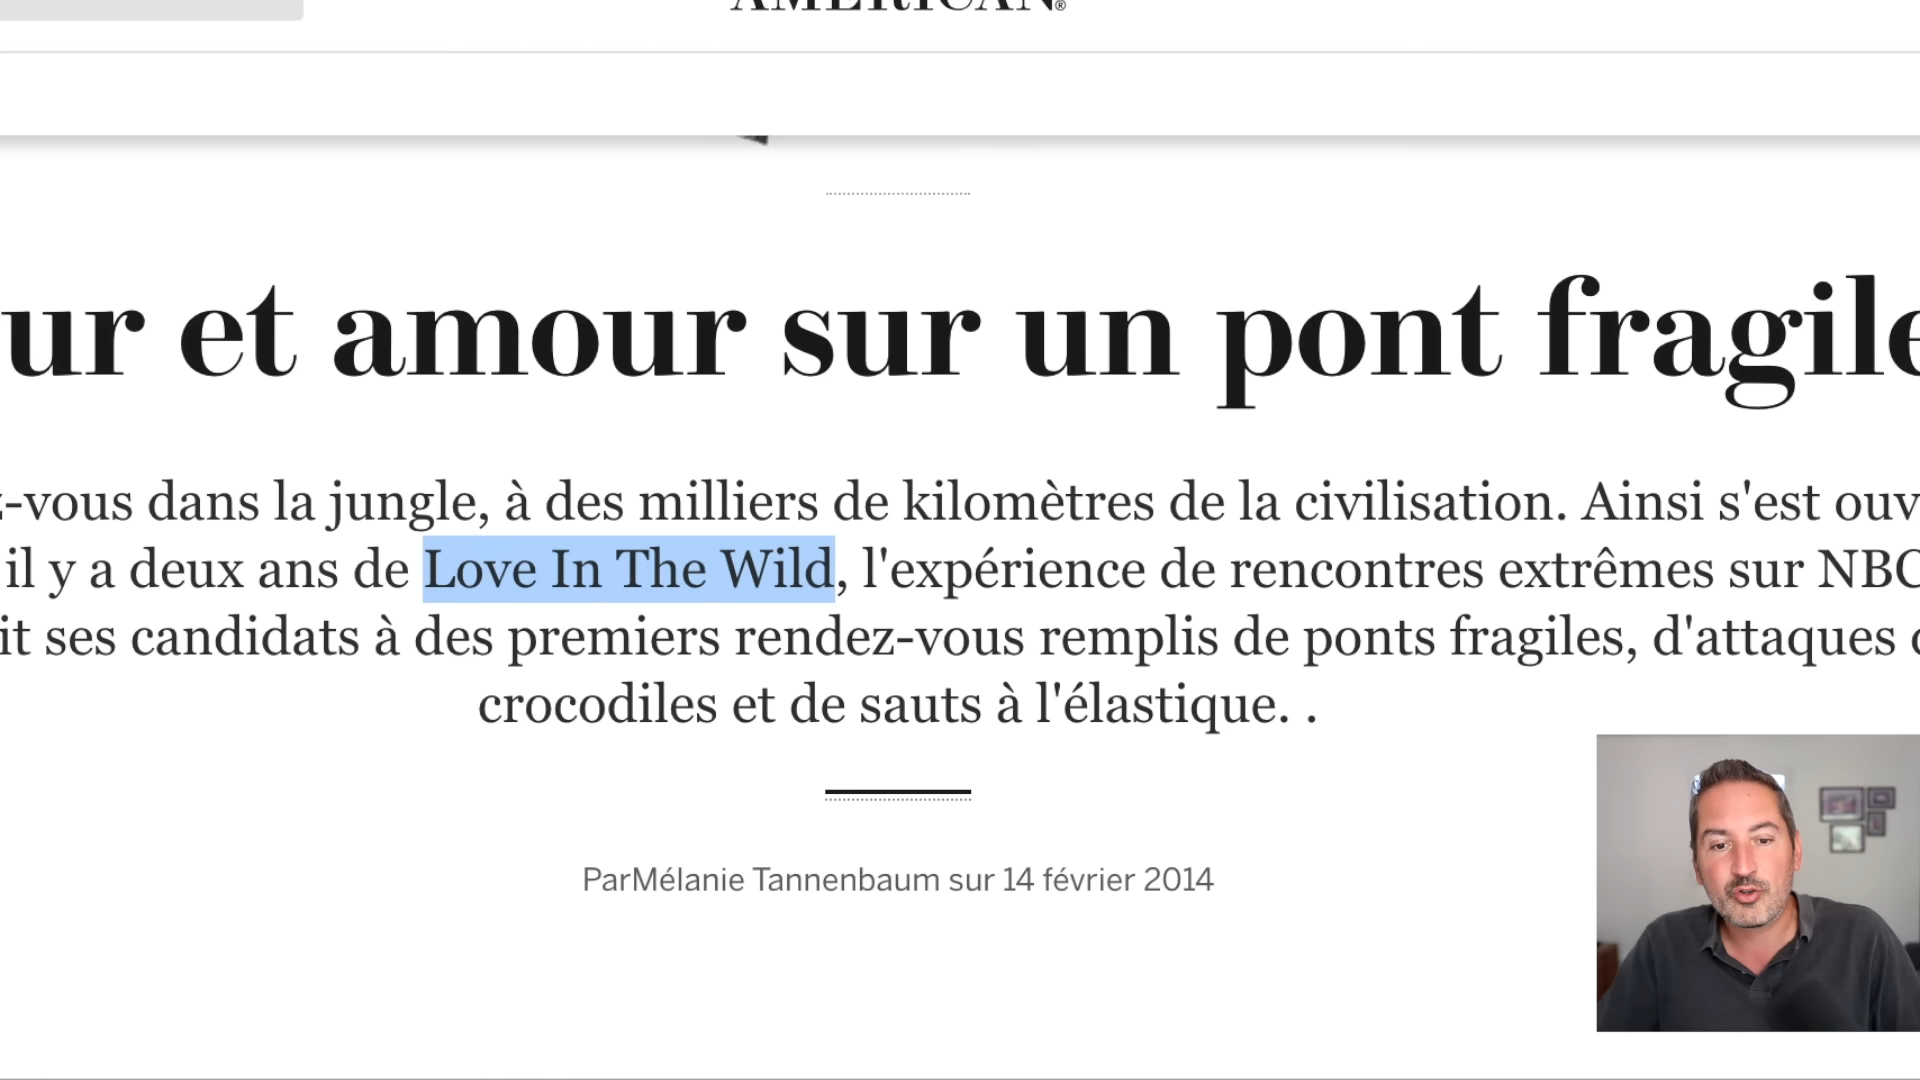 AMERICAN®
ur et amour sur un pont fragile
-vous dans la jungle, à des milliers de kilomètres de la civilisation. Ainsi s'est ouv
il y a deux ans de Love In The Wild, l'expérience de rencontres extrêmes sur NBC
it ses candidats à des premiers rendez-vous remplis de ponts fragiles, d'attaques
crocodiles et de sauts à l'élastique. .
ParMélanie Tannenbaum sur 14 février 2014